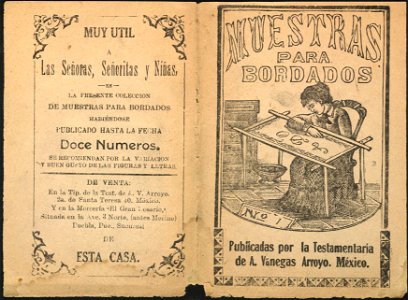 MUY UTIL
A
Las Señoras, Señoritas y Niñas,
ES
LA PRESENTE COLECCION
DE MUESTRAS PARA BORDADOS
HABIÉNDOSE
PUBLICADO HASTA LA FECHA
Doce Numeros.
SE RECOMIENDAN POR LA VARIACION
Y BUEN GUSTO DE LAS FIGURAS Y LETRAS.
DE VENTA:
En la Tip. de la Test. de A. V. Arroyo.
2a. de Santa Teresa 40, México.
Y en la Mercería "El Gran Rosario,"
Situada en la Ave. 3 Norte, (antes Merino)
Puebla, Pue., Sucursal
DE
ESTA CASA.
MUESTRAS
PARA
BORDADOS
No. 11
Publicadas por la Testamentaria
de A. Vanegas Arroyo. México.